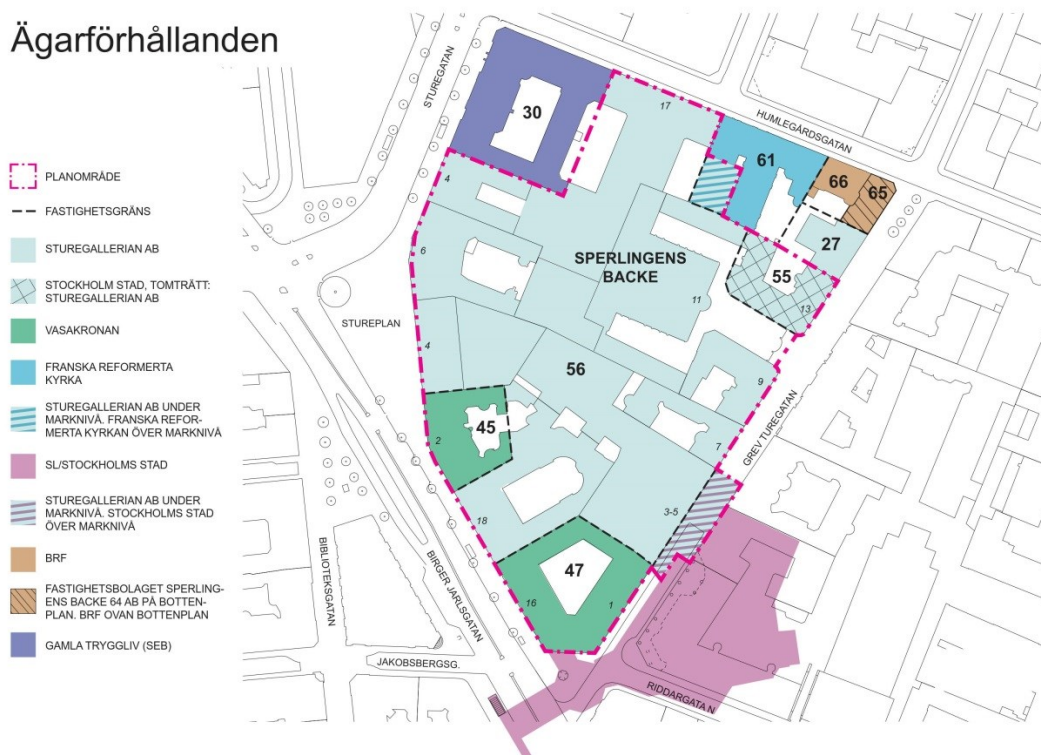 Ägarförhållanden
PLANOMRÅDE
FASTIGHETSGRÄNS
STUREGALLERIAN AB
STOCKHOLM STAD, TOMTRÄTT:
STUREGALLERIAN AB
VASAKRONAN
FRANSKA REFORMERTA
KYRKA
STUREGALLERIAN AB UNDER
MARKNIVÅ. FRANSKA REFOR-
MERTA KYRKAN ÖVER MARKNIVÅ
SL/STOCKHOLMS STAD
STUREGALLERIAN AB UNDER
MARKNIVÅ. STOCKHOLMS STAD
ÖVER MARKNIVÅ
BRF
FASTIGHETSBOLAGET SPERLING-
ENS BACKE 64 AB PÅ BOTTEN-
PLAN. BRF OVAN BOTTENPLAN
GAMLA TRYGGLIV (SEB)
STUREGATAN
HUMLEGÅRDSGATAN
30
17
61
66
65
27
55
13
4
6
SPERLINGENS
BACKE
11
STUREPLAN
4
56
9
45
2
7
GREV TUREGATAN
18
3-5
47
16
1
BIBLIOTEKSGATAN
BIRGER JARLSGATAN
JAKOBSBERGSG.
RIDDARGATAN